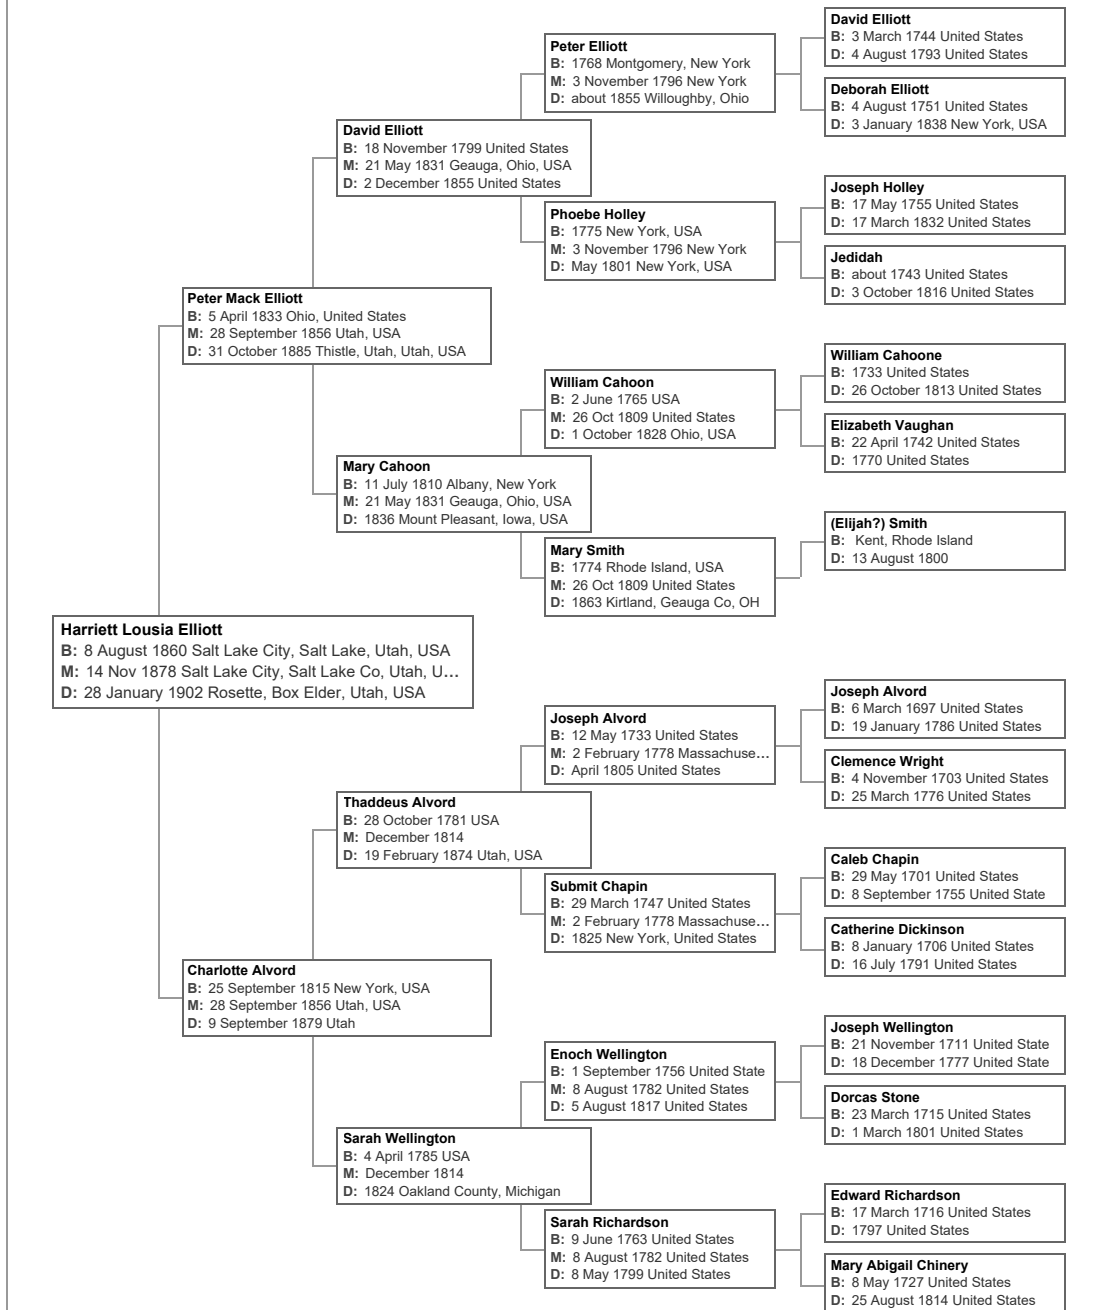 David Elliott
B: 3 March 1744 United States
D: 4 August 1793 United States
Peter Elliott
B: 1768 Montgomery, New York
M: 3 November 1796 New York
D: about 1855 Willoughby, Ohio
Deborah Elliott
B: 4 August 1751 United States
D: 3 January 1838 New York, USA
David Elliott
B: 18 November 1799 United States
M: 21 May 1831 Geauga, Ohio, USA
D: 2 December 1855 United States
Joseph Holley
B: 17 May 1755 United States
D: 17 March 1832 United States
Phoebe Holley
B: 1775 New York, USA
M: 3 November 1796 New York
D: May 1801 New York, USA
Jedidah
B: about 1743 United States
D: 3 October 1816 United States
Peter Mack Elliott
B: 5 April 1833 Ohio, United States
M: 28 September 1856 Utah, USA
D: 31 October 1885 Thistle, Utah, Utah, USA
William Cahoone
B: 1733 United States
D: 26 October 1813 United States
William Cahoon
B: 2 June 1765 USA
M: 26 Oct 1809 United States
D: 1 October 1828 Ohio, USA
Elizabeth Vaughan
B: 22 April 1742 United States
D: 1770 United States
Mary Cahoon
B: 11 July 1810 Albany, New York
M: 21 May 1831 Geauga, Ohio, USA
D: 1836 Mount Pleasant, Iowa, USA
(Elijah?) Smith
B: Kent, Rhode Island
D: 13 August 1800
Mary Smith
B: 1774 Rhode Island, USA
M: 26 Oct 1809 United States
D: 1863 Kirtland, Geauga Co, OH
Harriett Lousia Elliott
B: 8 August 1860 Salt Lake City, Salt Lake, Utah, USA
M: 14 Nov 1878 Salt Lake City, Salt Lake Co, Utah, U...
D: 28 January 1902 Rosette, Box Elder, Utah, USA
Joseph Alvord
B: 6 March 1697 United States
D: 19 January 1786 United States
Joseph Alvord
B: 12 May 1733 United States
M: 2 February 1778 Massachuse...
D: April 1805 United States
Clemence Wright
B: 4 November 1703 United States
D: 25 March 1776 United States
Thaddeus Alvord
B: 28 October 1781 USA
M: December 1814
D: 19 February 1874 Utah, USA
Caleb Chapin
B: 29 May 1701 United States
D: 8 September 1755 United State
Submit Chapin
B: 29 March 1747 United States
M: 2 February 1778 Massachuse...
D: 1825 New York, United States
Catherine Dickinson
B: 8 January 1706 United States
D: 16 July 1791 United States
Charlotte Alvord
B: 25 September 1815 New York, USA
M: 28 September 1856 Utah, USA
D: 9 September 1879 Utah
Joseph Wellington
B: 21 November 1711 United State
D: 18 December 1777 United State
Enoch Wellington
B: 1 September 1756 United State
M: 8 August 1782 United States
D: 5 August 1817 United States
Dorcas Stone
B: 23 March 1715 United States
D: 1 March 1801 United States
Sarah Wellington
B: 4 April 1785 USA
M: December 1814
D: 1824 Oakland County, Michigan
Edward Richardson
B: 17 March 1716 United States
D: 1797 United States
Sarah Richardson
B: 9 June 1763 United States
M: 8 August 1782 United States
D: 8 May 1799 United States
Mary Abigail Chinery
B: 8 May 1727 United States
D: 25 August 1814 United States